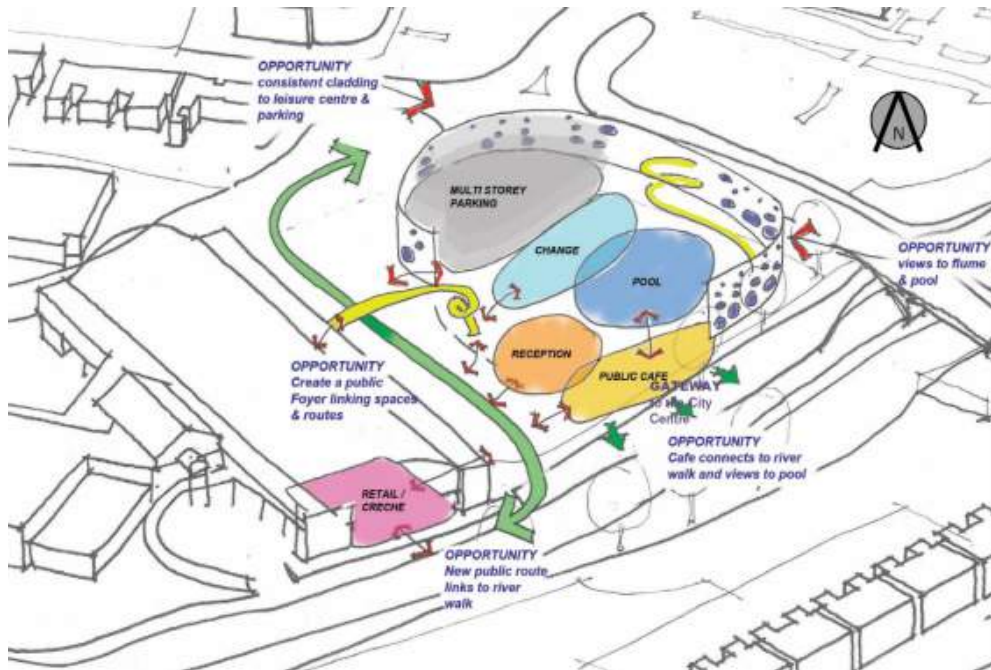 OPPORTUNITY
consistent cladding
to leisure centre &
parking
N
MULTI STOREY
PARKING
CHANGE
POOL
OPPORTUNITY
views to flume
& pool
RECEPTION
PUBLIC CAFE
OPPORTUNITY
Create a public
Foyer linking spaces
& routes
GATEWAY
to the City
Centre
OPPORTUNITY
Cafe connects to river
walk and views to pool
RETAIL /
CRECHE
OPPORTUNITY
New public route
links to river
walk